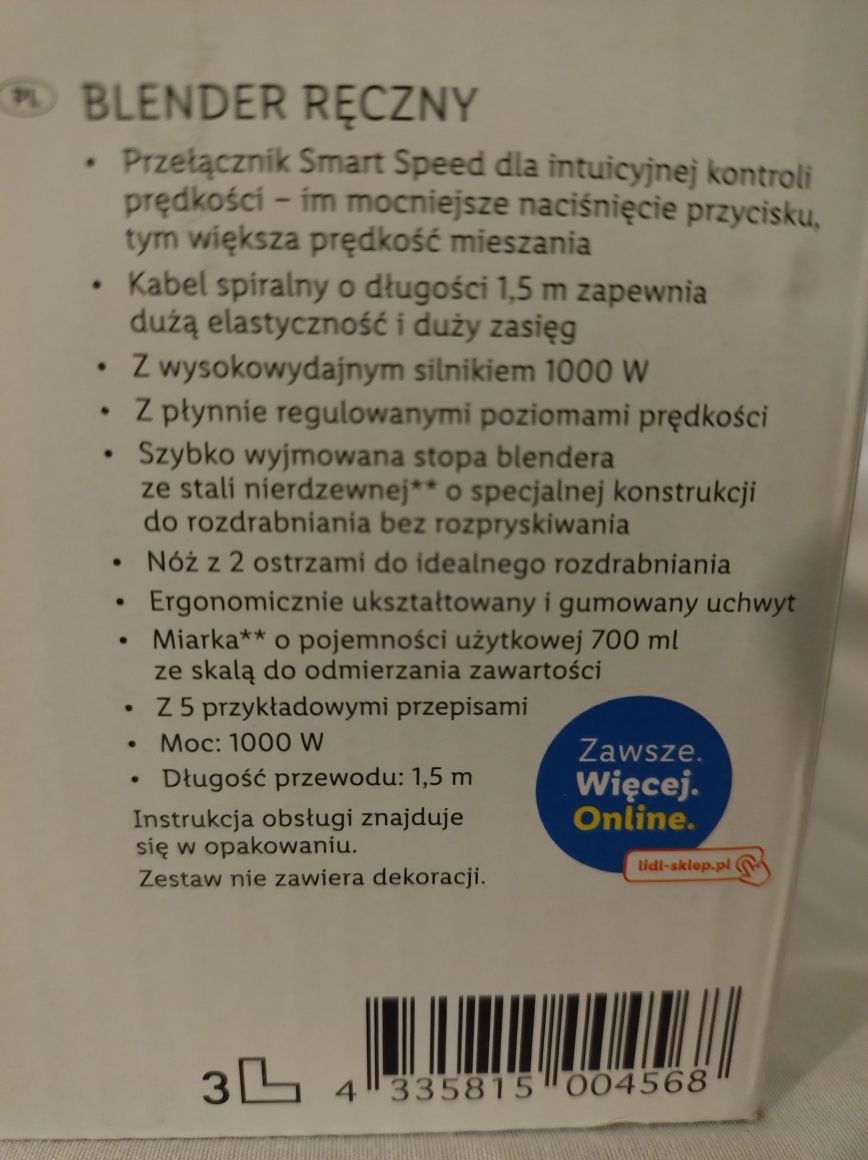 PL
BLENDER RĘCZNY
• Przełącznik Smart Speed dla intuicyjnej kontroli
prędkości – im mocniejsze naciśnięcie przycisku,
tym większa prędkość mieszania
• Kabel spiralny o długości 1,5 m zapewnia
dużą elastyczność i duży zasięg
• Z wysokowydajnym silnikiem 1000 W
• Z płynnie regulowanymi poziomami prędkości
• Szybko wyjmowana stopa blendera
ze stali nierdzewnej** o specjalnej konstrukcji
do rozdrabniania bez rozpryskiwania
• Nóż z 2 ostrzami do idealnego rozdrabniania
• Ergonomicznie ukształtowany i gumowany uchwyt
• Miarka** o pojemności użytkowej 700 ml
ze skalą do odmierzania zawartości
• Z 5 przykładowymi przepisami
• Moc: 1000 W
• Długość przewodu: 1,5 m
Instrukcja obsługi znajduje
się w opakowaniu.
Zestaw nie zawiera dekoracji.
Zawsze.
Więcej.
Online.
lidl-sklep.pl
3
4 335815 004568